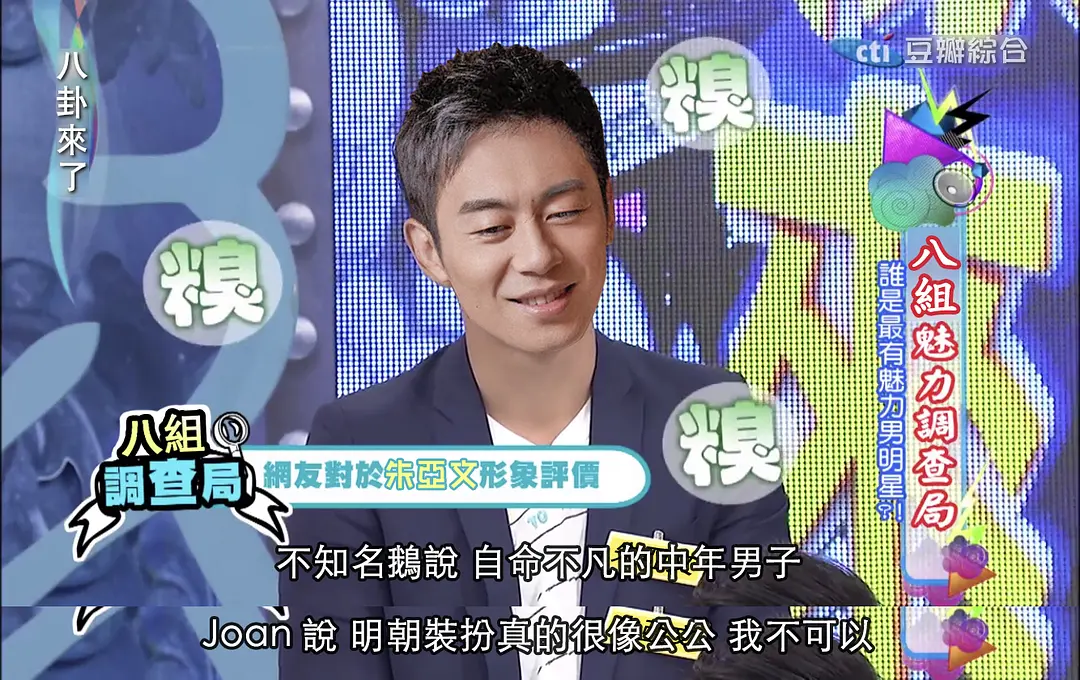 八卦來了
cti 豆瓣綜合
糗
糗
糗
八組魅力調查局
誰是最有魅力男明星?!
八組
調查局
網友對於朱亞文形象評價
不知名鵝說 自命不凡的中年男子
Joan 說 明朝裝扮真的很像公公 我不可以